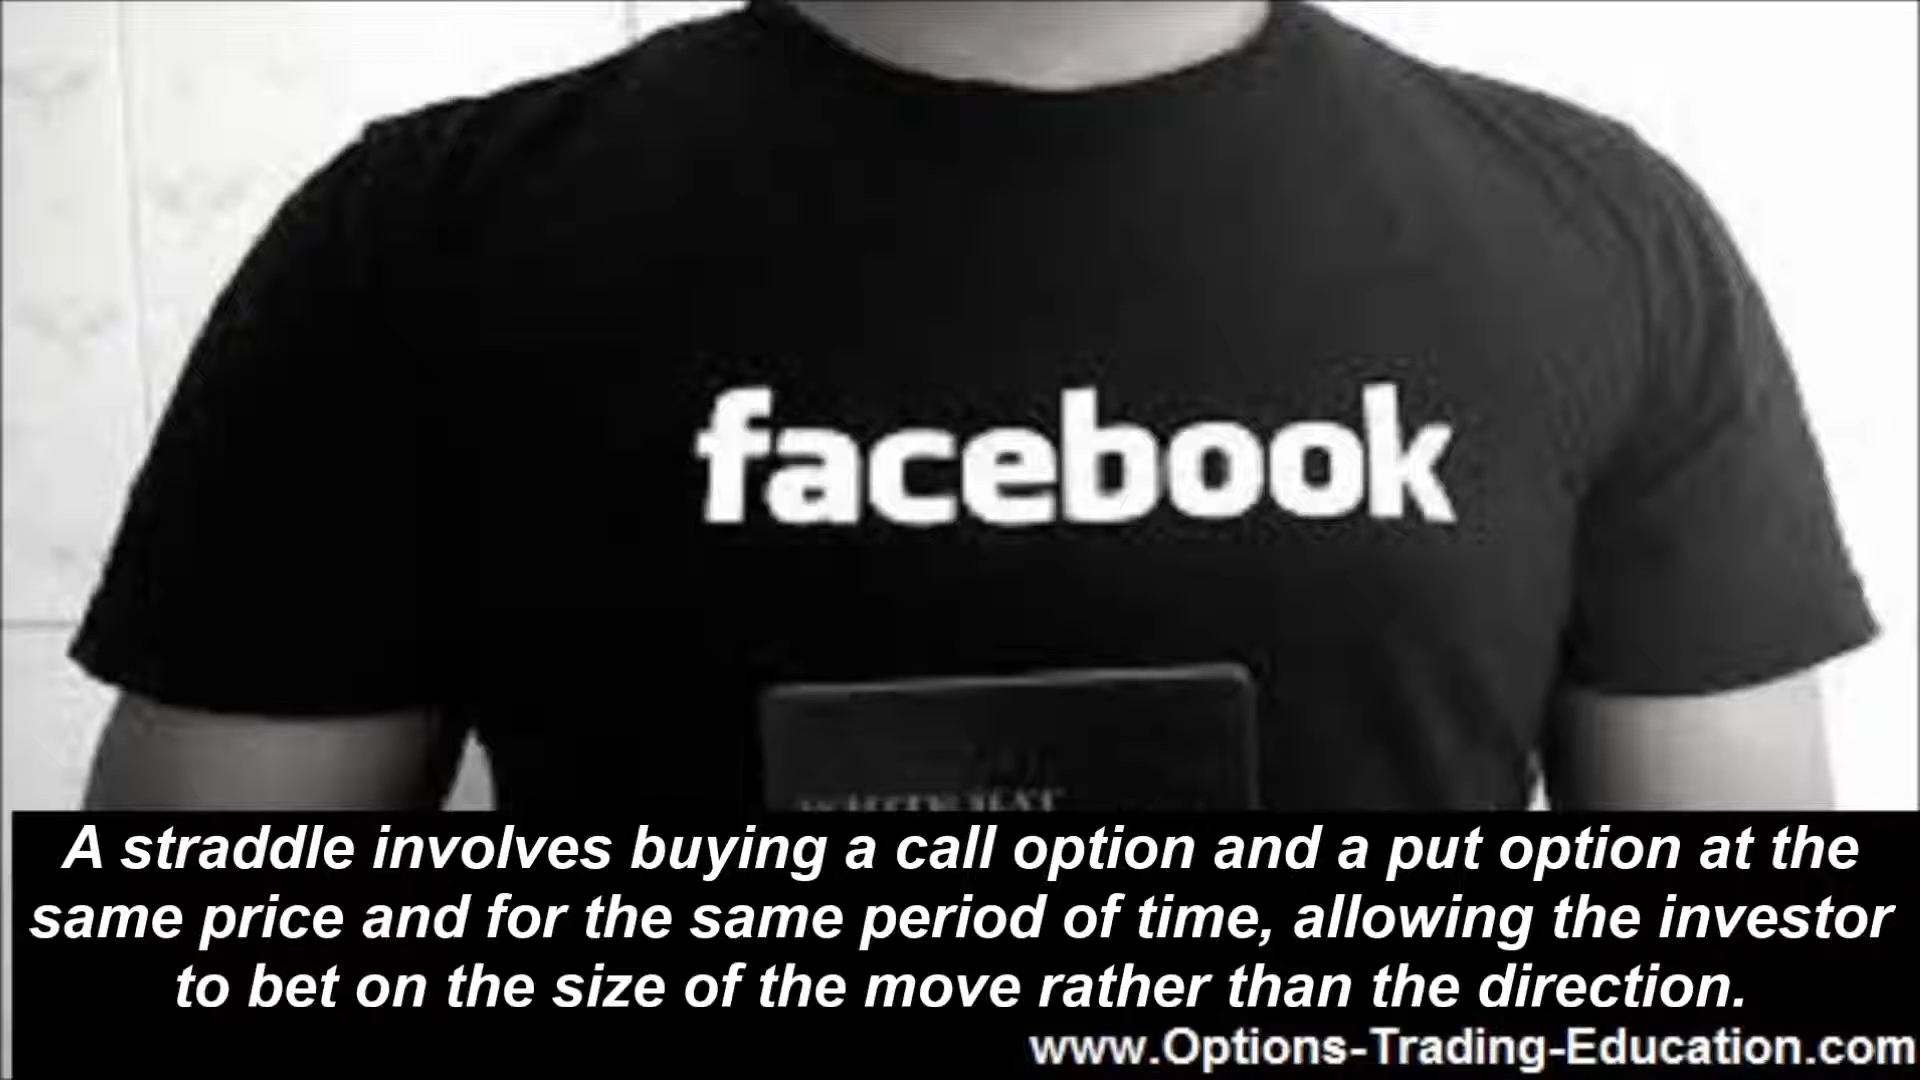 facebook
A straddle involves buying a call option and a put option at the
same price and for the same period of time, allowing the investor
to bet on the size of the move rather than the direction.
www.Options-Trading-Education.com